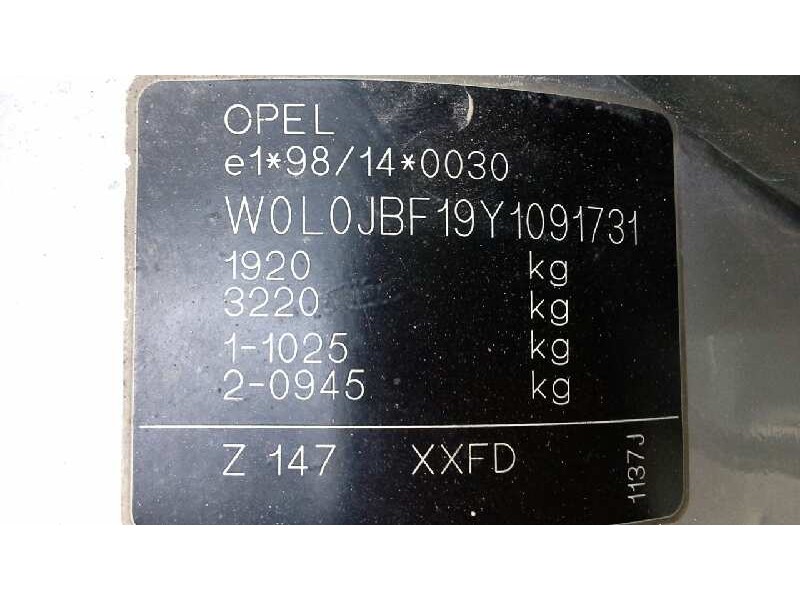 OPEL
e1*98/14*0030
W0L0JBF19Y1091731
1920 kg
3220 kg
1-1025 kg
2-0945 kg
Z 147 XXFD
1137J